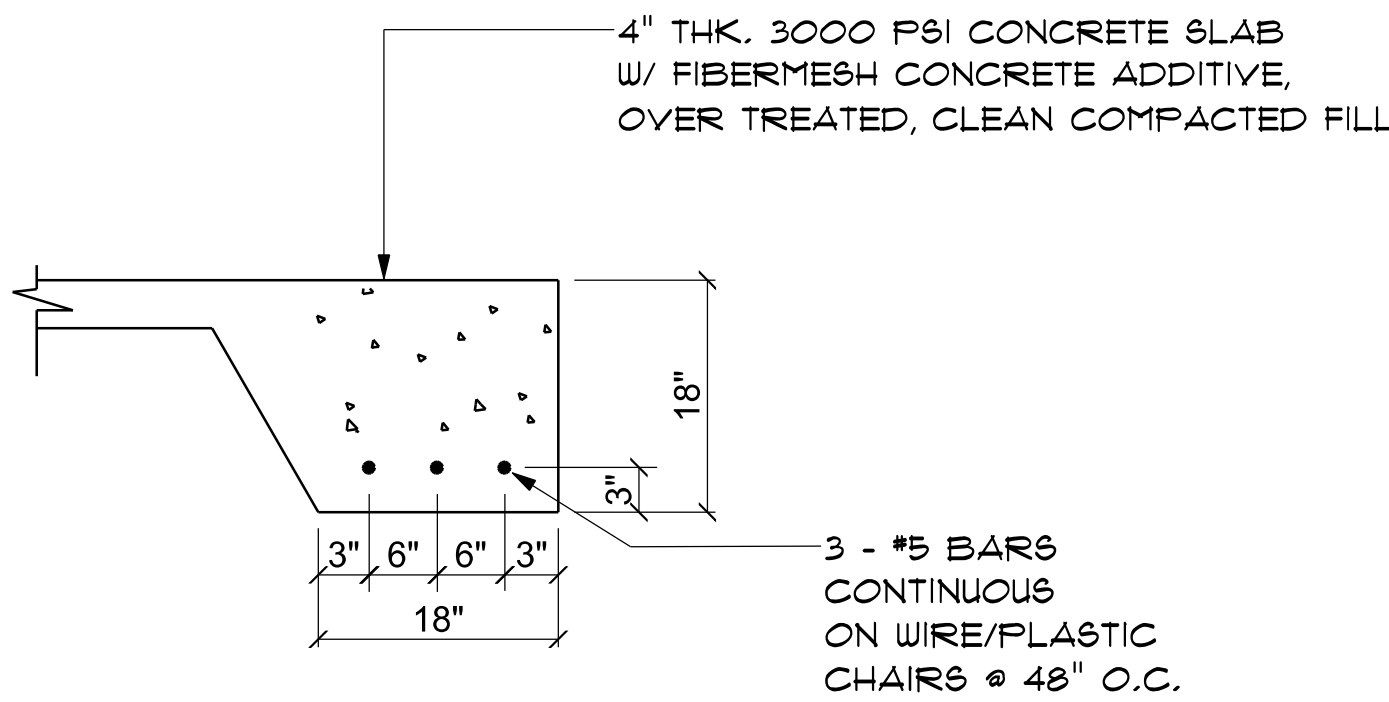 4" THK. 3000 PSI CONCRETE SLAB
W/ FIBERMESH CONCRETE ADDITIVE,
OVER TREATED, CLEAN COMPACTED FILL
18"
3"
3" 6" 6" 3"
18"
3 - #5 BARS
CONTINUOUS
ON WIRE/PLASTIC
CHAIRS @ 48" O.C.